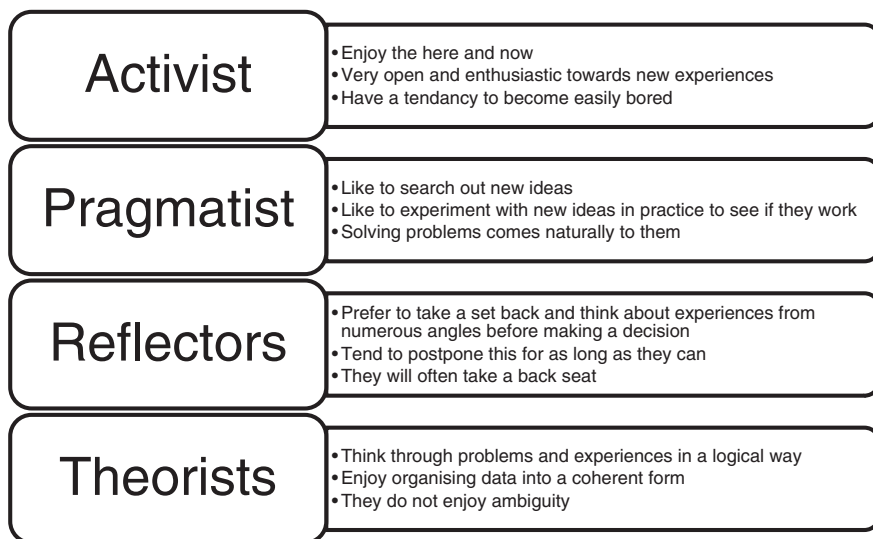 Activist
•Enjoy the here and now
•Very open and enthusiastic towards new experiences
•Have a tendancy to become easily bored
Pragmatist
•Like to search out new ideas
•Like to experiment with new ideas in practice to see if they work
•Solving problems comes naturally to them
Reflectors
•Prefer to take a set back and think about experiences from
numerous angles before making a decision
•Tend to postpone this for as long as they can
•They will often take a back seat
Theorists
•Think through problems and experiences in a logical way
•Enjoy organising data into a coherent form
•They do not enjoy ambiguity